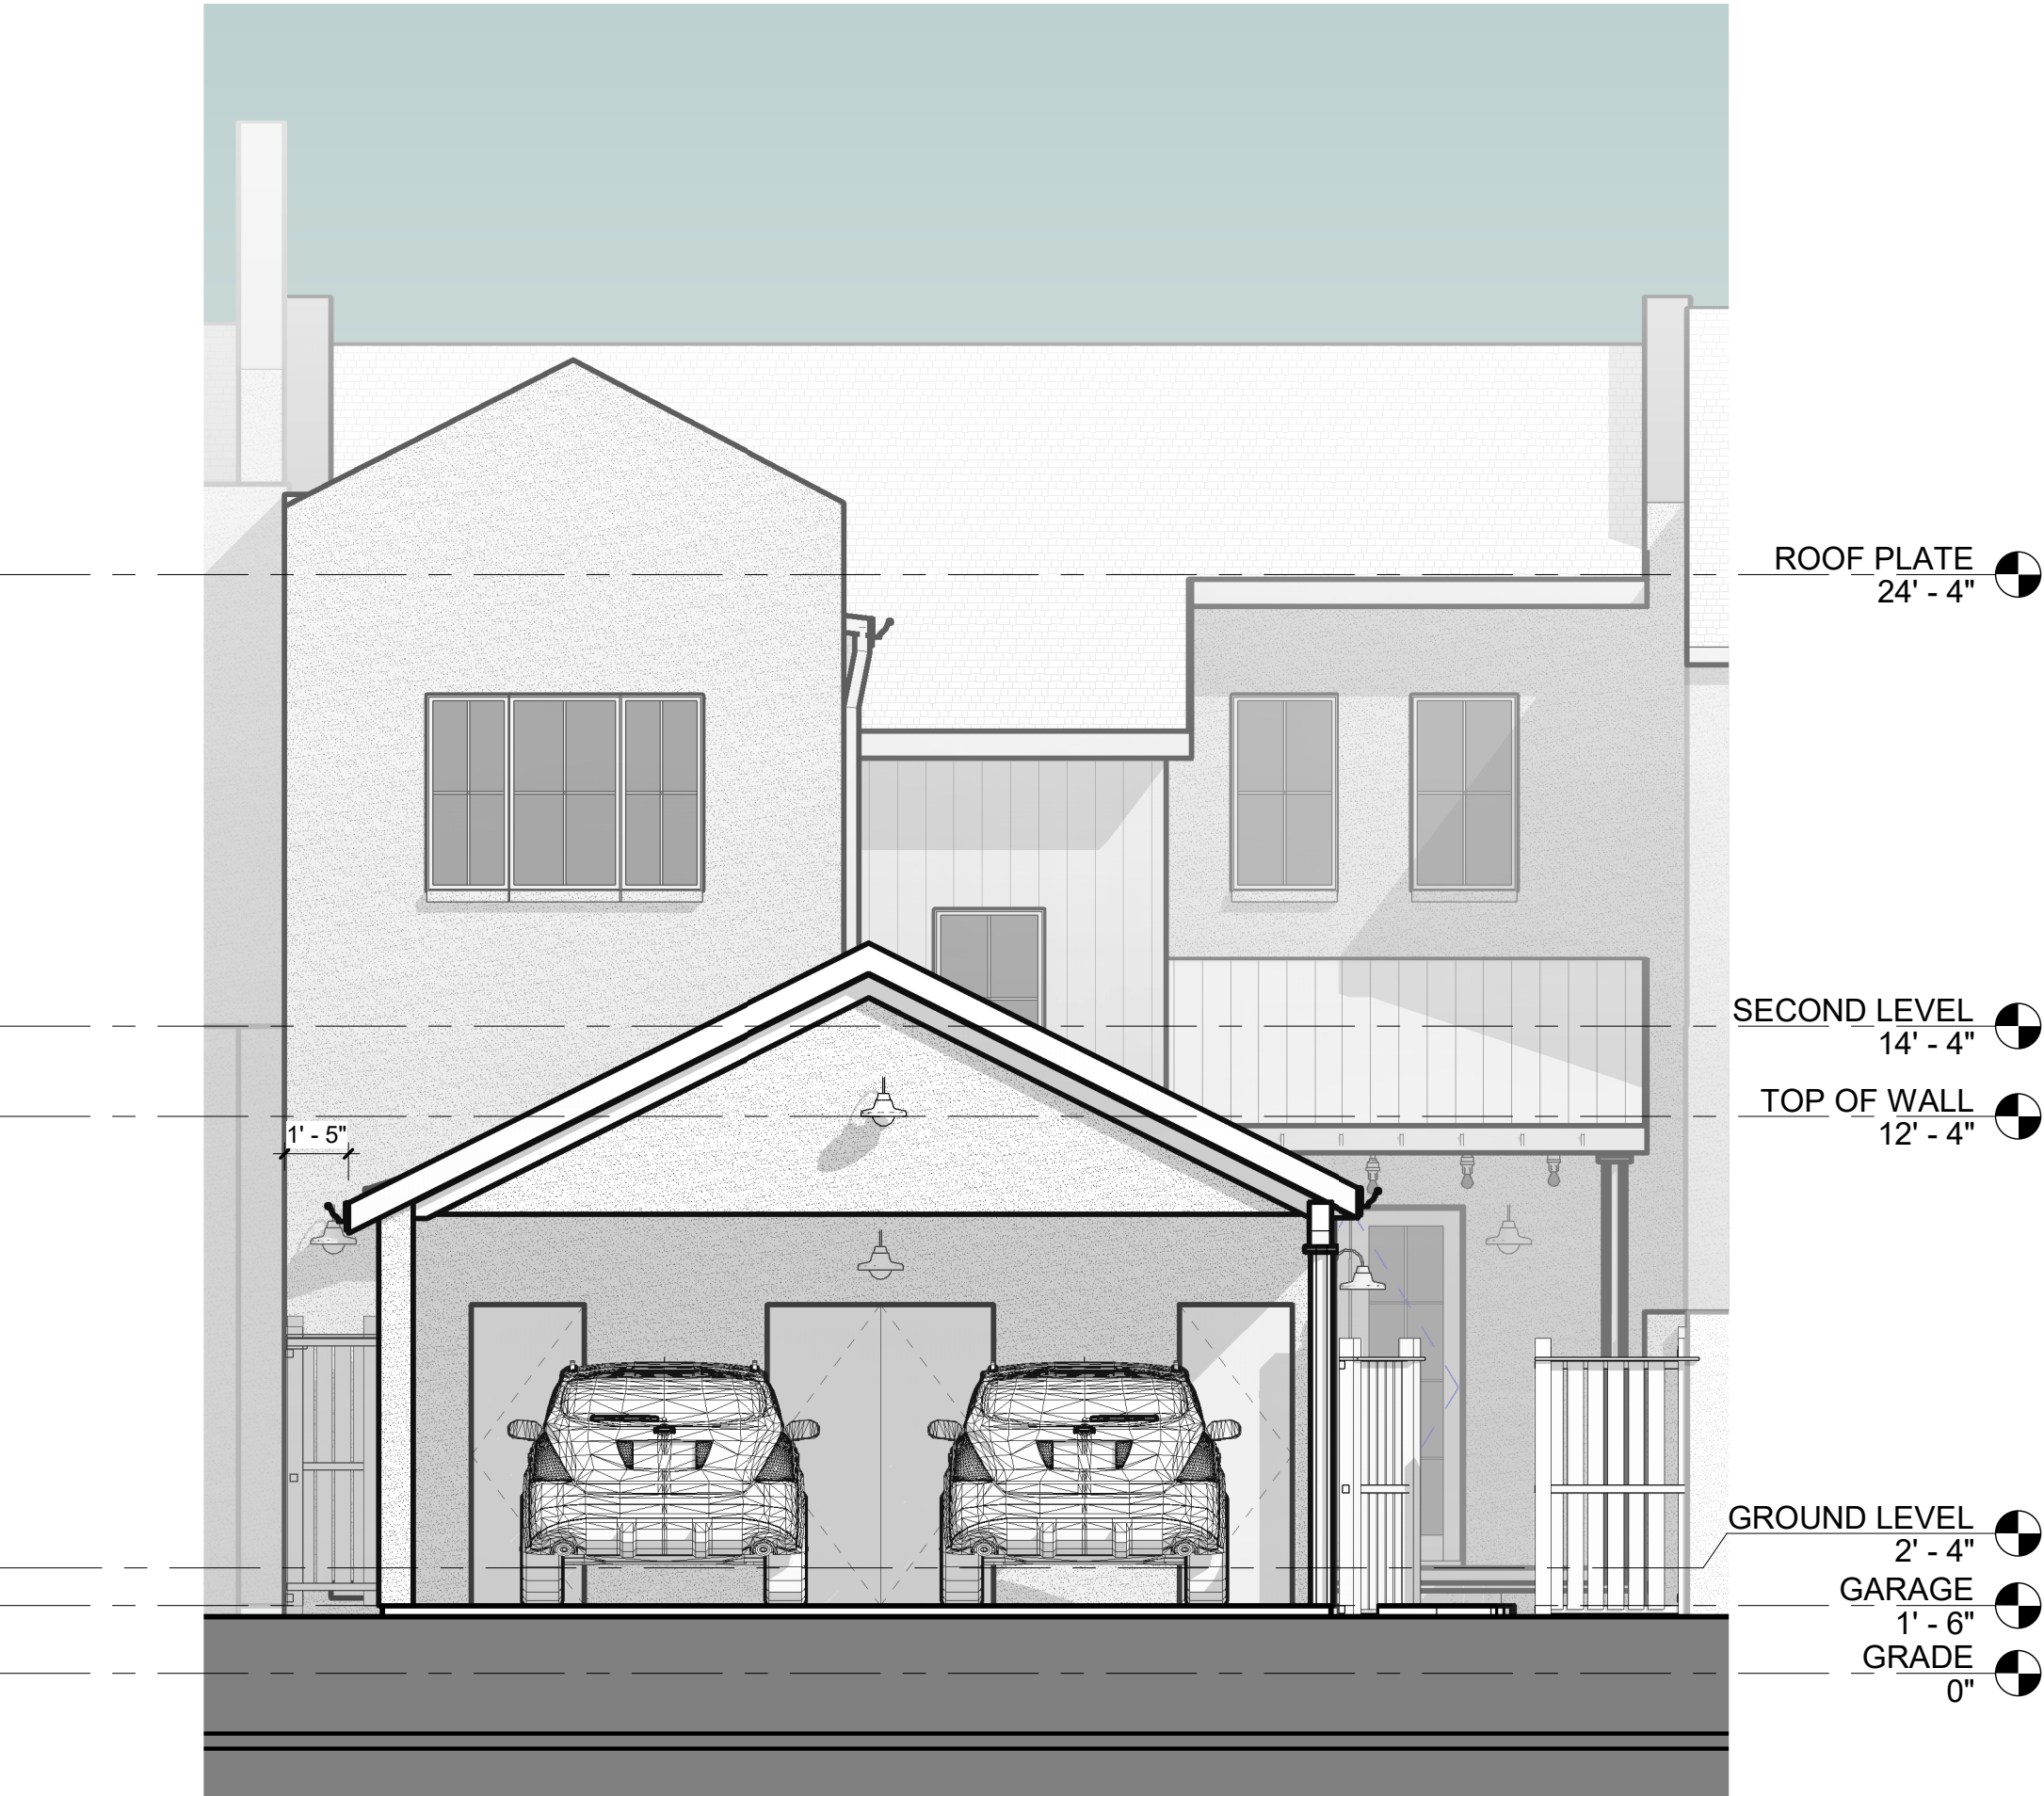 ROOF PLATE
24' - 4"
SECOND LEVEL
14' - 4"
TOP OF WALL
12' - 4"
1' - 5"
GROUND LEVEL
2' - 4"
GARAGE
1' - 6"
GRADE
0"